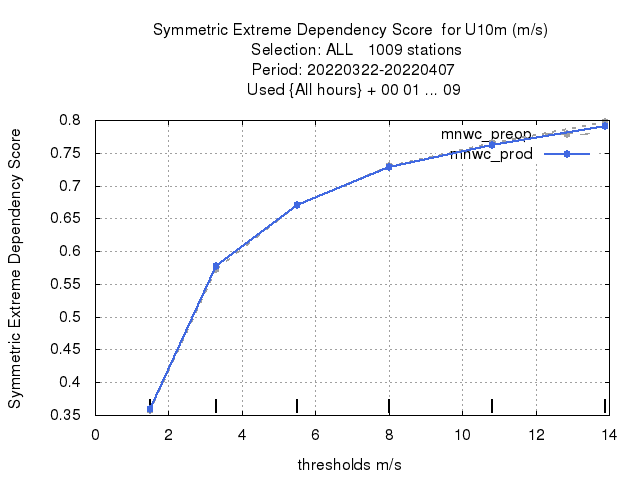 Symmetric Extreme Dependency Score for U10m (m/s)
Selection: ALL 1009 stations
Period: 20220322-20220407
Used {All hours} + 00 01 ... 09
Symmetric Extreme Dependency Score
0.8
0.75
0.7
0.65
0.6
0.55
0.5
0.45
0.4
0.35
mnwc_preop
mnwc_prod
0 2 4 6 8 10 12 14
thresholds m/s